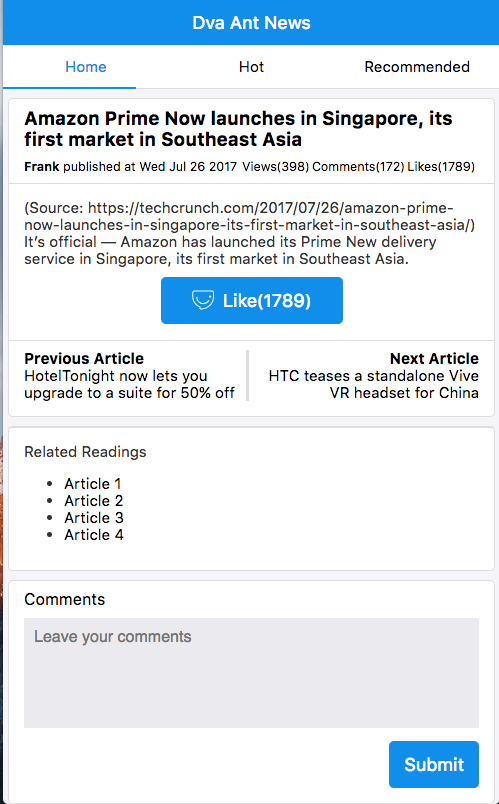 Dva Ant News
Home Hot Recommended
Amazon Prime Now launches in Singapore, its
first market in Southeast Asia
Frank published at Wed Jul 26 2017 Views(398) Comments(172) Likes(1789)
(Source: https://techcrunch.com/2017/07/26/amazon-prime-
now-launches-in-singapore-its-first-market-in-southeast-asia/)
It’s official — Amazon has launched its Prime New delivery
service in Singapore, its first market in Southeast Asia.
Like(1789)
Previous Article
HotelTonight now lets you
upgrade to a suite for 50% off
Next Article
HTC teases a standalone Vive
VR headset for China
Related Readings
• Article 1
• Article 2
• Article 3
• Article 4
Comments
Leave your comments
Submit